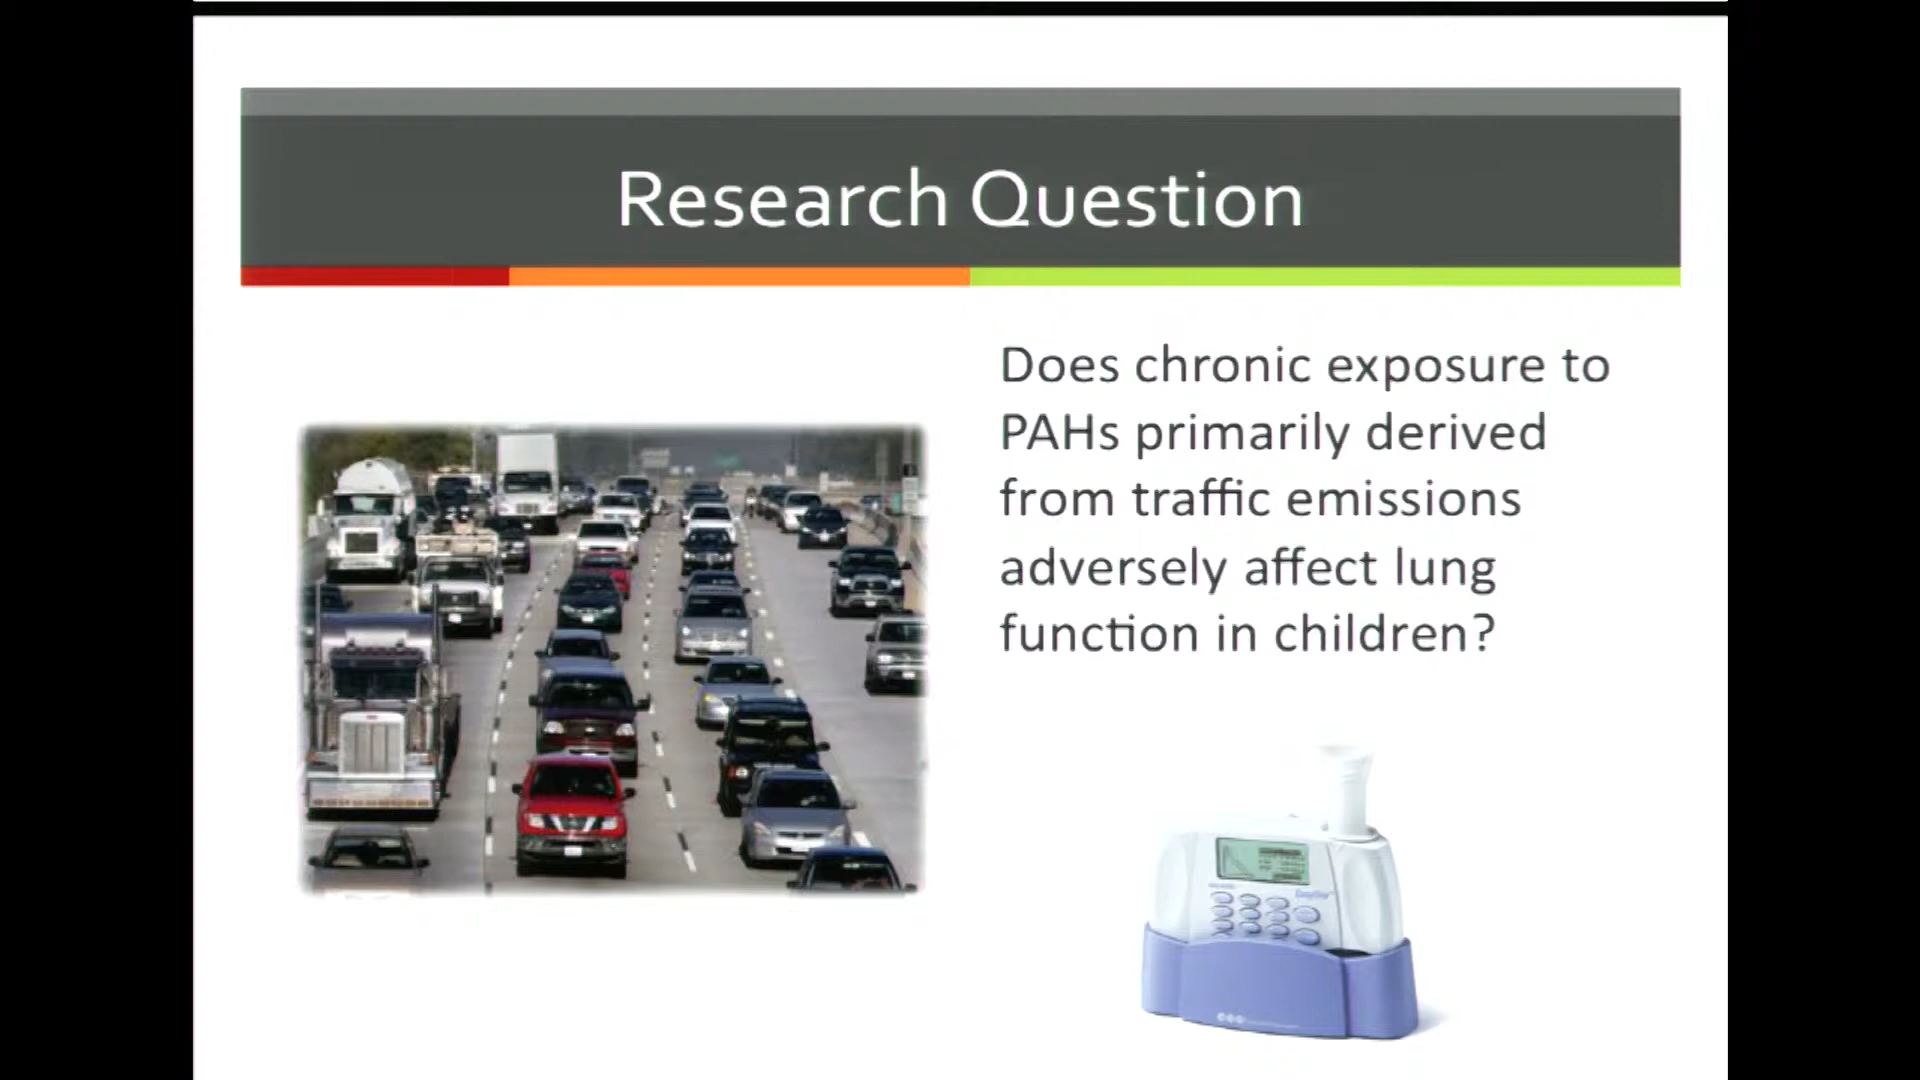 Research Question
Does chronic exposure to
PAHs primarily derived
from traffic emissions
adversely affect lung
function in children?